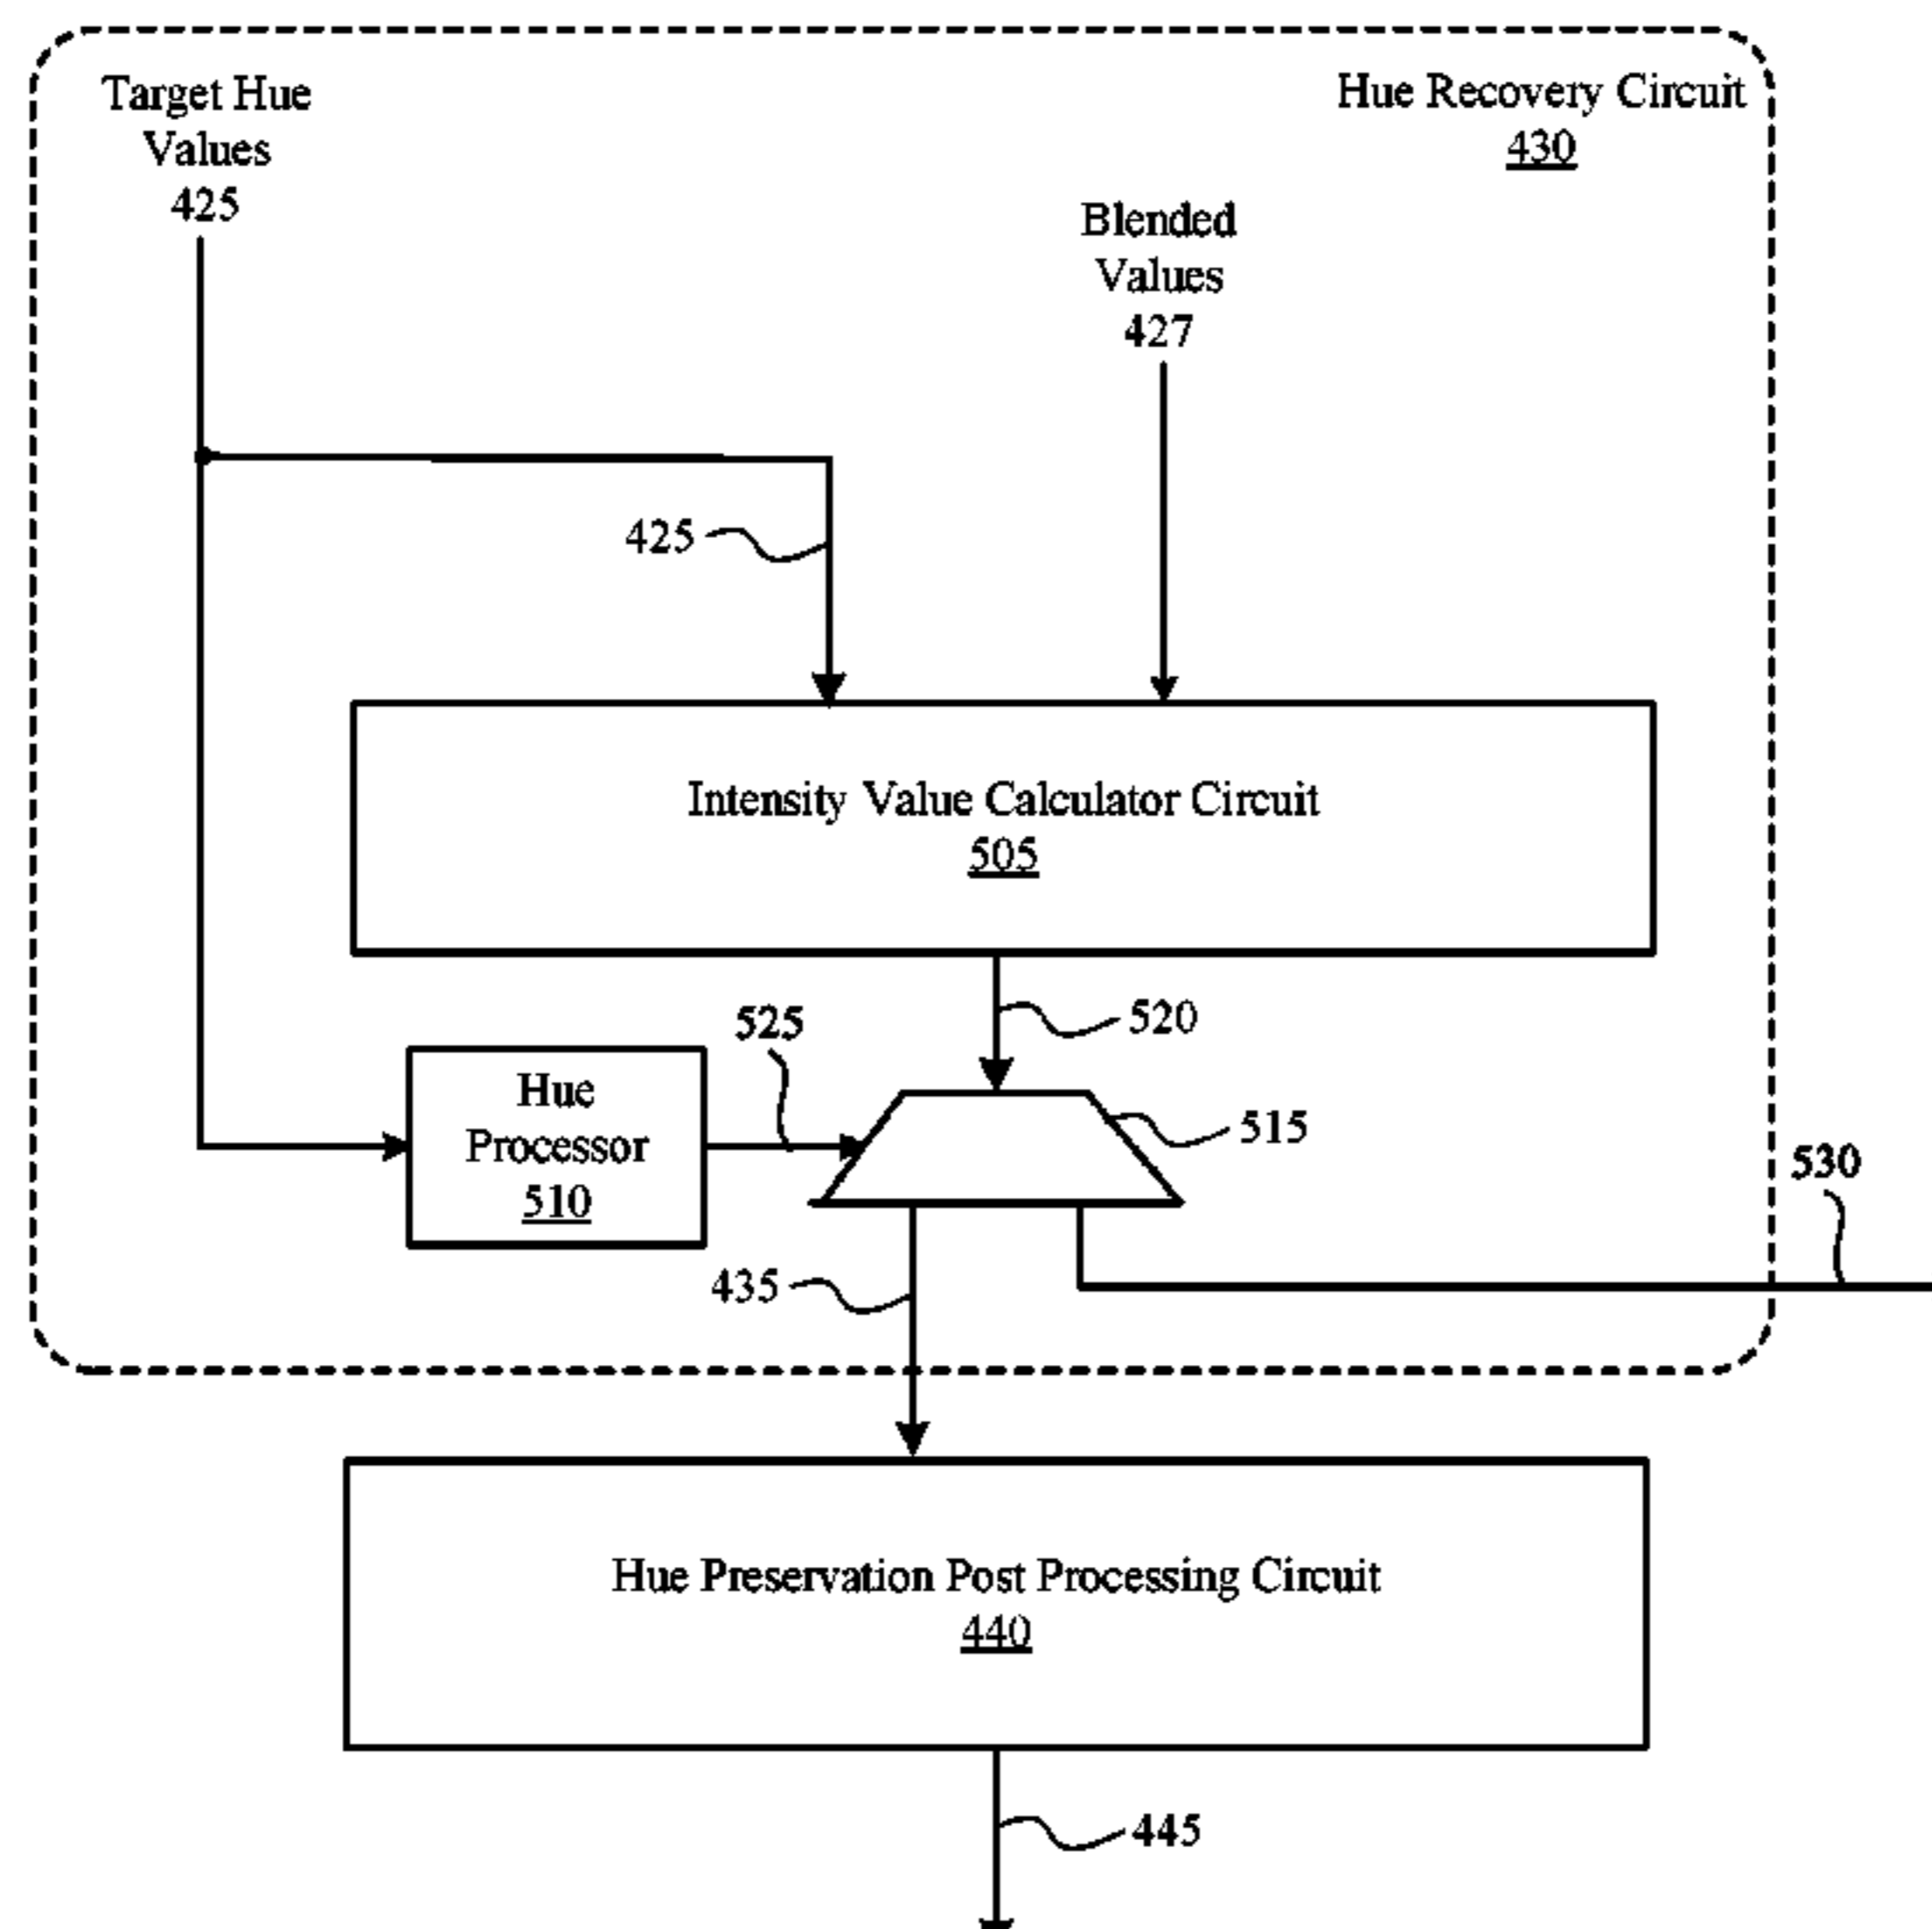 Target Hue
Values
425
Hue Recovery Circuit
430
Blended
Values
427
425
Intensity Value Calculator Circuit
505
520
525
Hue
Processor
510
515
530
435
Hue Preservation Post Processing Circuit
440
445